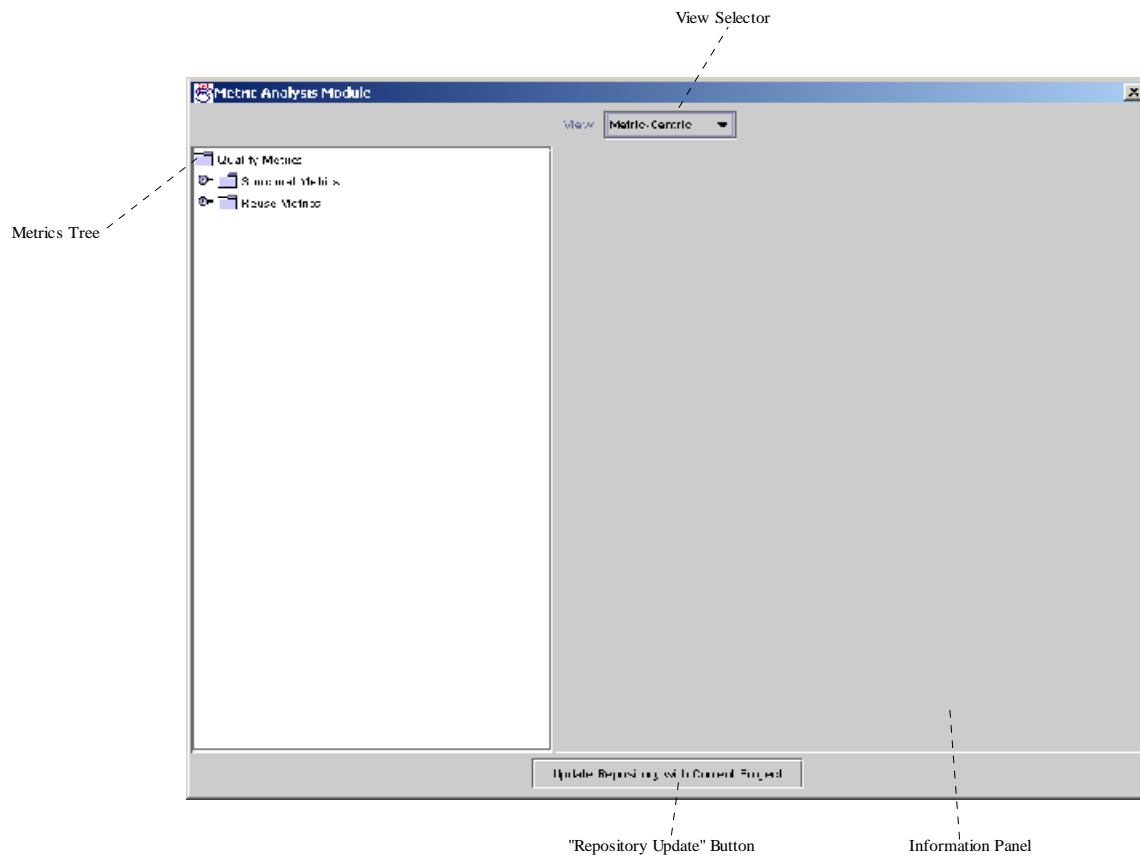 View Selector
Metric Analysis Module
View Metric-Centric
Quality Metrics
Structural Metrics
Reuse Metrics
Metrics Tree
Update Repository with Current Project
"Repository Update" Button
Information Panel